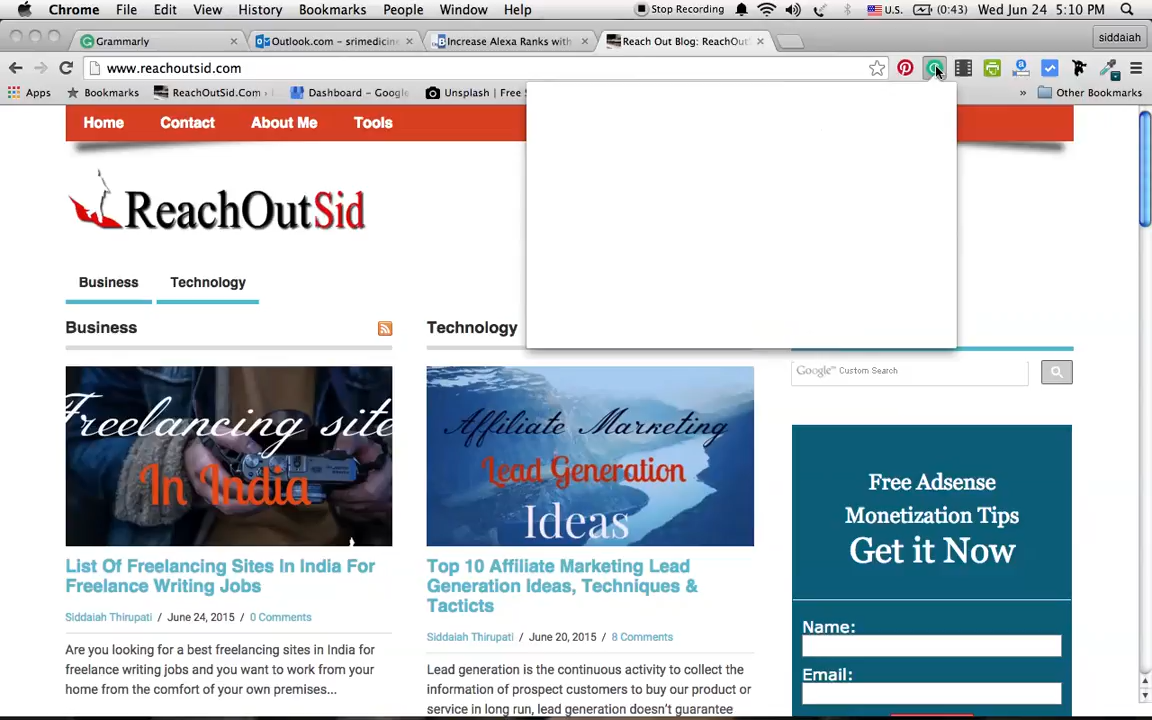 Chrome File Edit View History Bookmarks People Window Help Stop Recording U.S. (0:43) Wed Jun 24 5:10 PM
Grammarly × Outlook.com – srimedicine × Increase Alexa Ranks with × Reach Out Blog: ReachOut × siddaiah
www.reachoutsid.com
Apps Bookmarks ReachOutSid.Com › Dashboard – Google Unsplash | Free » Other Bookmarks
Home Contact About Me Tools
ReachOutSid
Business Technology
Business
Technology
Google™ Custom Search
Freelancing site
In India
Affiliate Marketing
Lead Generation
Ideas
Free Adsense
Monetization Tips
Get it Now
List Of Freelancing Sites In India For
Freelance Writing Jobs
Siddaiah Thirupati / June 24, 2015 / 0 Comments
Are you looking for a best freelancing sites in India for
freelance writing jobs and you want to work from your
home from the comfort of your own premises...
Top 10 Affiliate Marketing Lead
Generation Ideas, Techniques &
Tacticts
Siddaiah Thirupati / June 20, 2015 / 8 Comments
Lead generation is the continuous activity to collect the
information of prospect customers to buy our product or
service in long run, lead generation doesn't guarantee
Name:
Email: